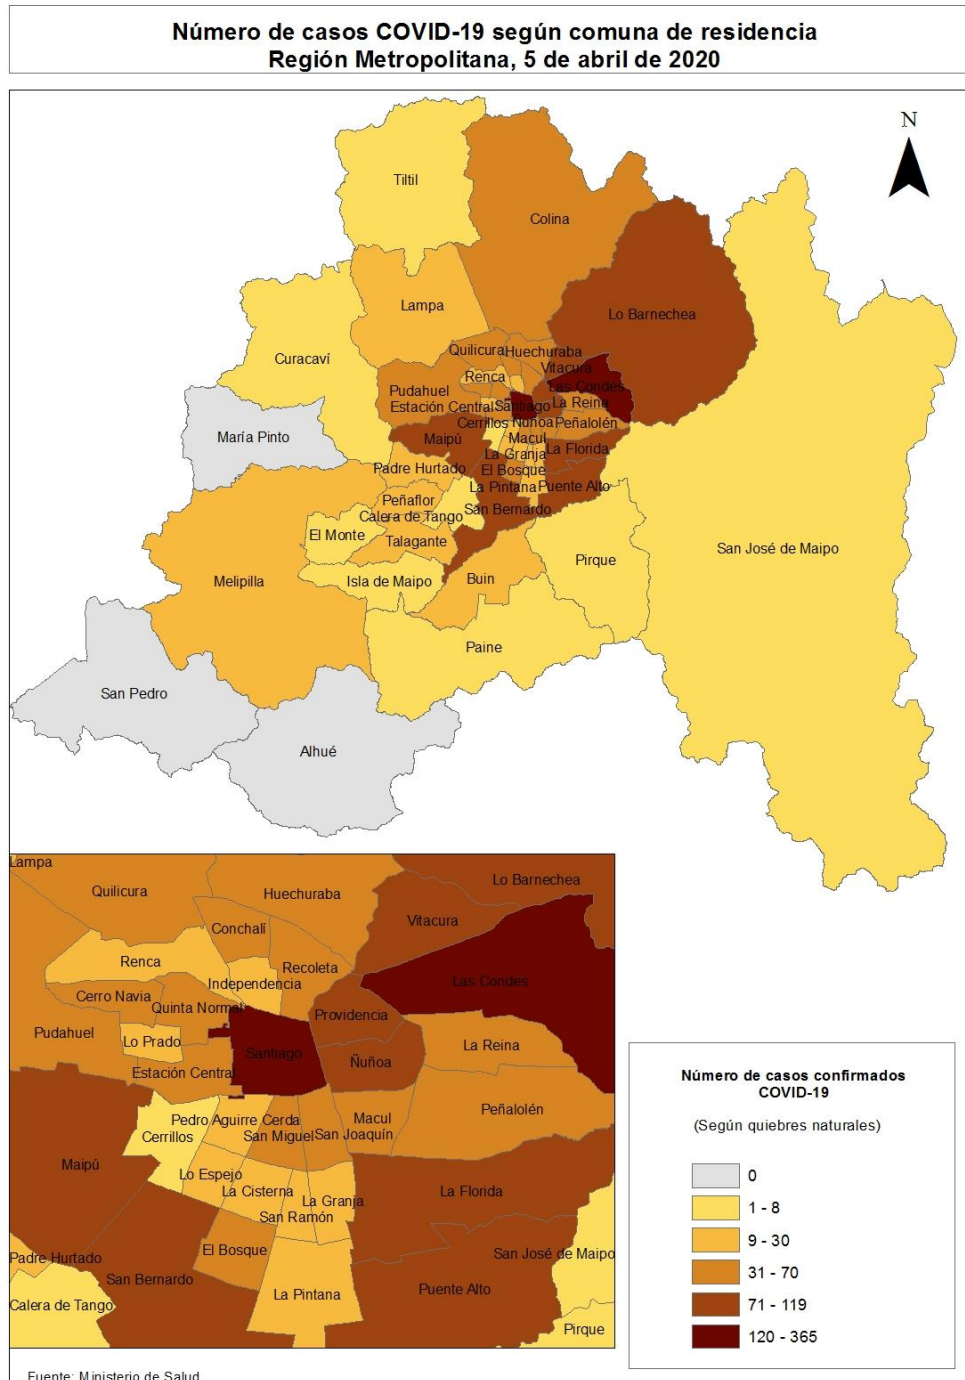 Número de casos COVID-19 según comuna de residencia
Región Metropolitana, 5 de abril de 2020
N
Tiltil
Colina
Lampa
Lo Barnechea
Curacaví
Quilicura
Huechuraba
Vitacura
Renca
Las Condes
Pudahuel
La Reina
Estación Central
Santiago
Cerrillos
Ñuñoa
Peñalolén
María Pinto
Maipú
Macul
La Florida
La Granja
Padre Hurtado
El Bosque
La Pintana
Puente Alto
Peñaflor
Calera de Tango
San Bernardo
El Monte
Talagante
San José de Maipo
Pirque
Melipilla
Isla de Maipo
Buin
Paine
San Pedro
Alhué
Lampa
Quilicura
Huechuraba
Lo Barnechea
Vitacura
Conchalí
Renca
Recoleta
Independencia
Las Condes
Cerro Navia
Quinta Normal
Providencia
Pudahuel
Lo Prado
Santiago
Ñuñoa
La Reina
Estación Central
Peñalolén
Pedro Aguirre Cerda
Macul
Cerrillos
San Miguel
San Joaquín
Maipú
Lo Espejo
La Cisterna
La Granja
La Florida
San Ramón
El Bosque
San José de Maipo
Padre Hurtado
San Bernardo
Puente Alto
La Pintana
Calera de Tango
Pirque
Número de casos confirmados
COVID-19
(Según quiebres naturales)
0
1 - 8
9 - 30
31 - 70
71 - 119
120 - 365
Fuente: Ministerio de Salud